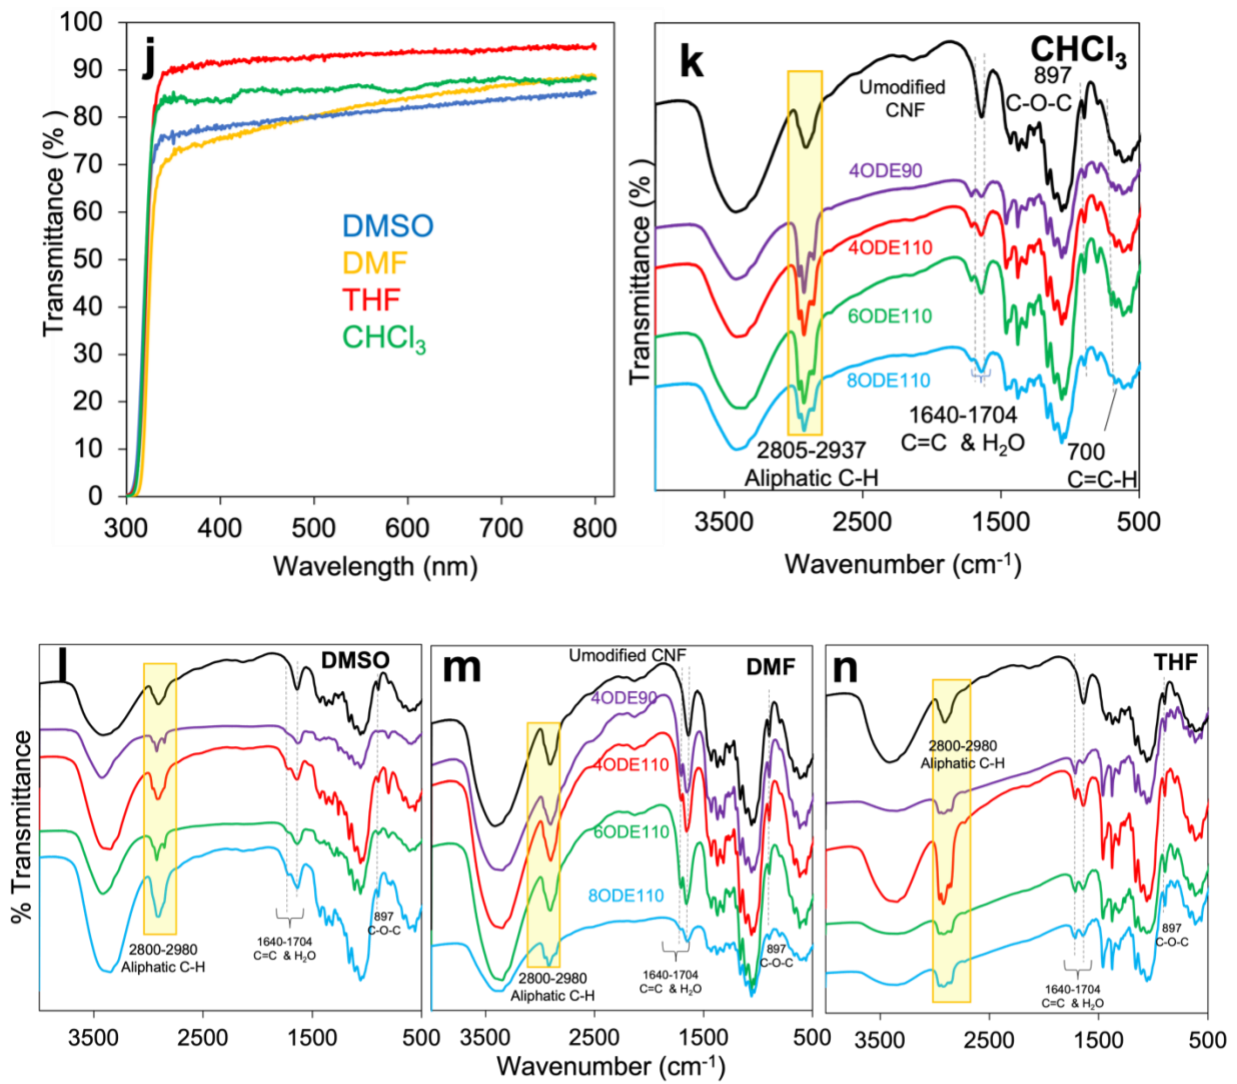 j
100
90
80
70
60
50
40
30
20
10
0
Transmittance (%)
DMSO
DMF
THF
CHCl3
300 400 500 600 700 800
Wavelength (nm)
k
CHCl3
897
C-O-C
Umodified
CNF
4ODE90
4ODE110
6ODE110
8ODE110
Transmittance (%)
2805-2937
Aliphatic C-H
1640-1704
C=C & H2O
700
C=C-H
3500 2500 1500 500
Wavenumber (cm-1)
l
DMSO
% Transmittance
2800-2980
Aliphatic C-H
1640-1704
C=C & H2O
897
C-O-C
3500 2500 1500 500
m
Umodified CNF
DMF
4ODE90
4ODE110
6ODE110
8ODE110
2800-2980
Aliphatic C-H
1640-1704
C=C & H2O
897
C-O-C
3500 2500 1500 500
Wavenumber (cm-1)
n
THF
2800-2980
Aliphatic C-H
1640-1704
C=C & H2O
897
C-O-C
3500 2500 1500 500